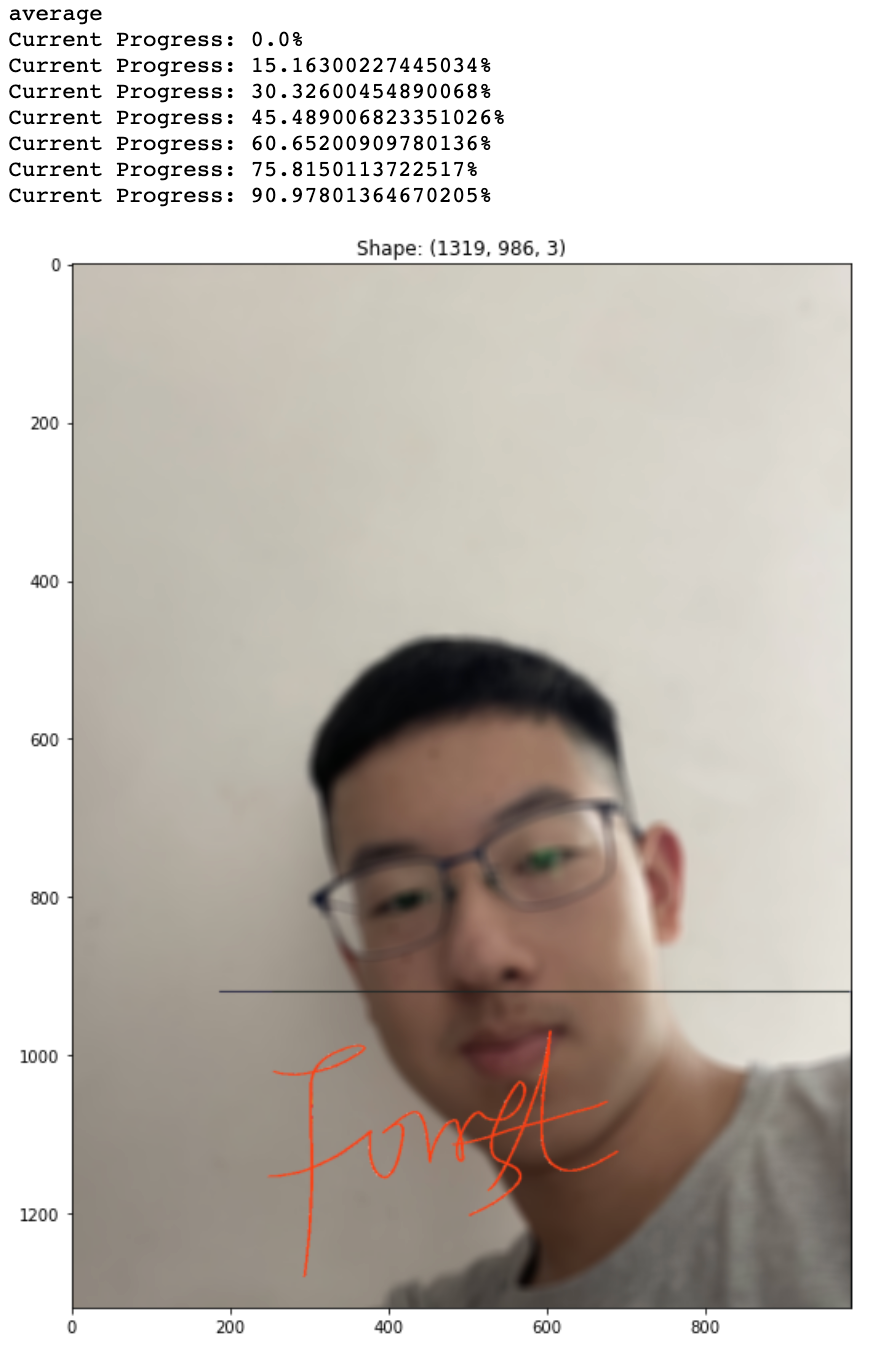 average
Current Progress: 0.0%
Current Progress: 15.16300227445034%
Current Progress: 30.32600454890068%
Current Progress: 45.489006823351026%
Current Progress: 60.65200909780136%
Current Progress: 75.8150113722517%
Current Progress: 90.97801364670205%
Shape: (1319, 986, 3)
0
200
400
600
800
1000
1200
Forrest
0 200 400 600 800